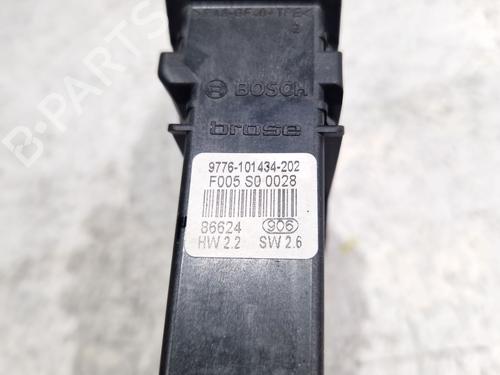 BOSCH
brose
9776-101434-202
F005 S0 0028
86624 906
HW 2.2 SW 2.6
B-Parts